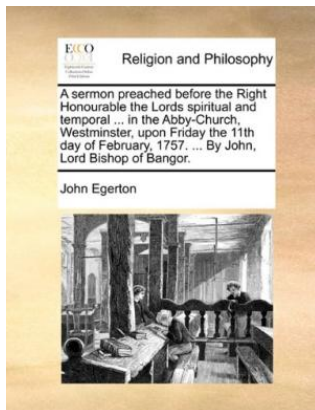 ECCO
Religion and Philosophy
A sermon preached before the Right
Honourable the Lords spiritual and
temporal ... in the Abby-Church,
Westminster, upon Friday the 11th
day of February, 1757. ... By John,
Lord Bishop of Bangor.
John Egerton